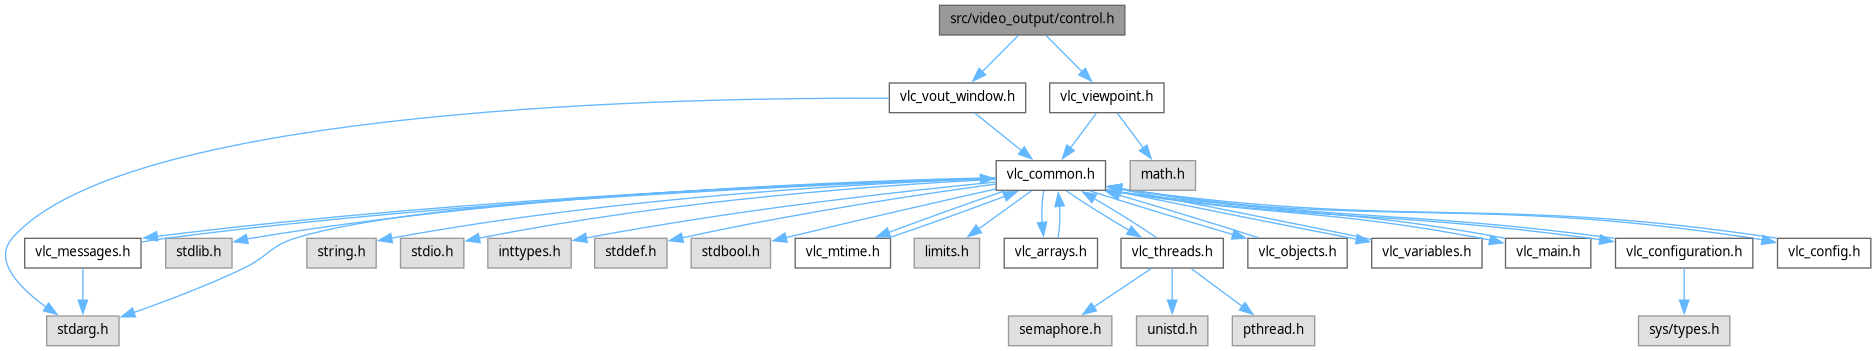 src/video_output/control.h
vlc_vout_window.h
vlc_viewpoint.h
vlc_common.h
math.h
vlc_messages.h
stdlib.h
string.h
stdio.h
inttypes.h
stddef.h
stdbool.h
vlc_mtime.h
limits.h
vlc_arrays.h
vlc_threads.h
vlc_objects.h
vlc_variables.h
vlc_main.h
vlc_configuration.h
vlc_config.h
stdarg.h
semaphore.h
unistd.h
pthread.h
sys/types.h